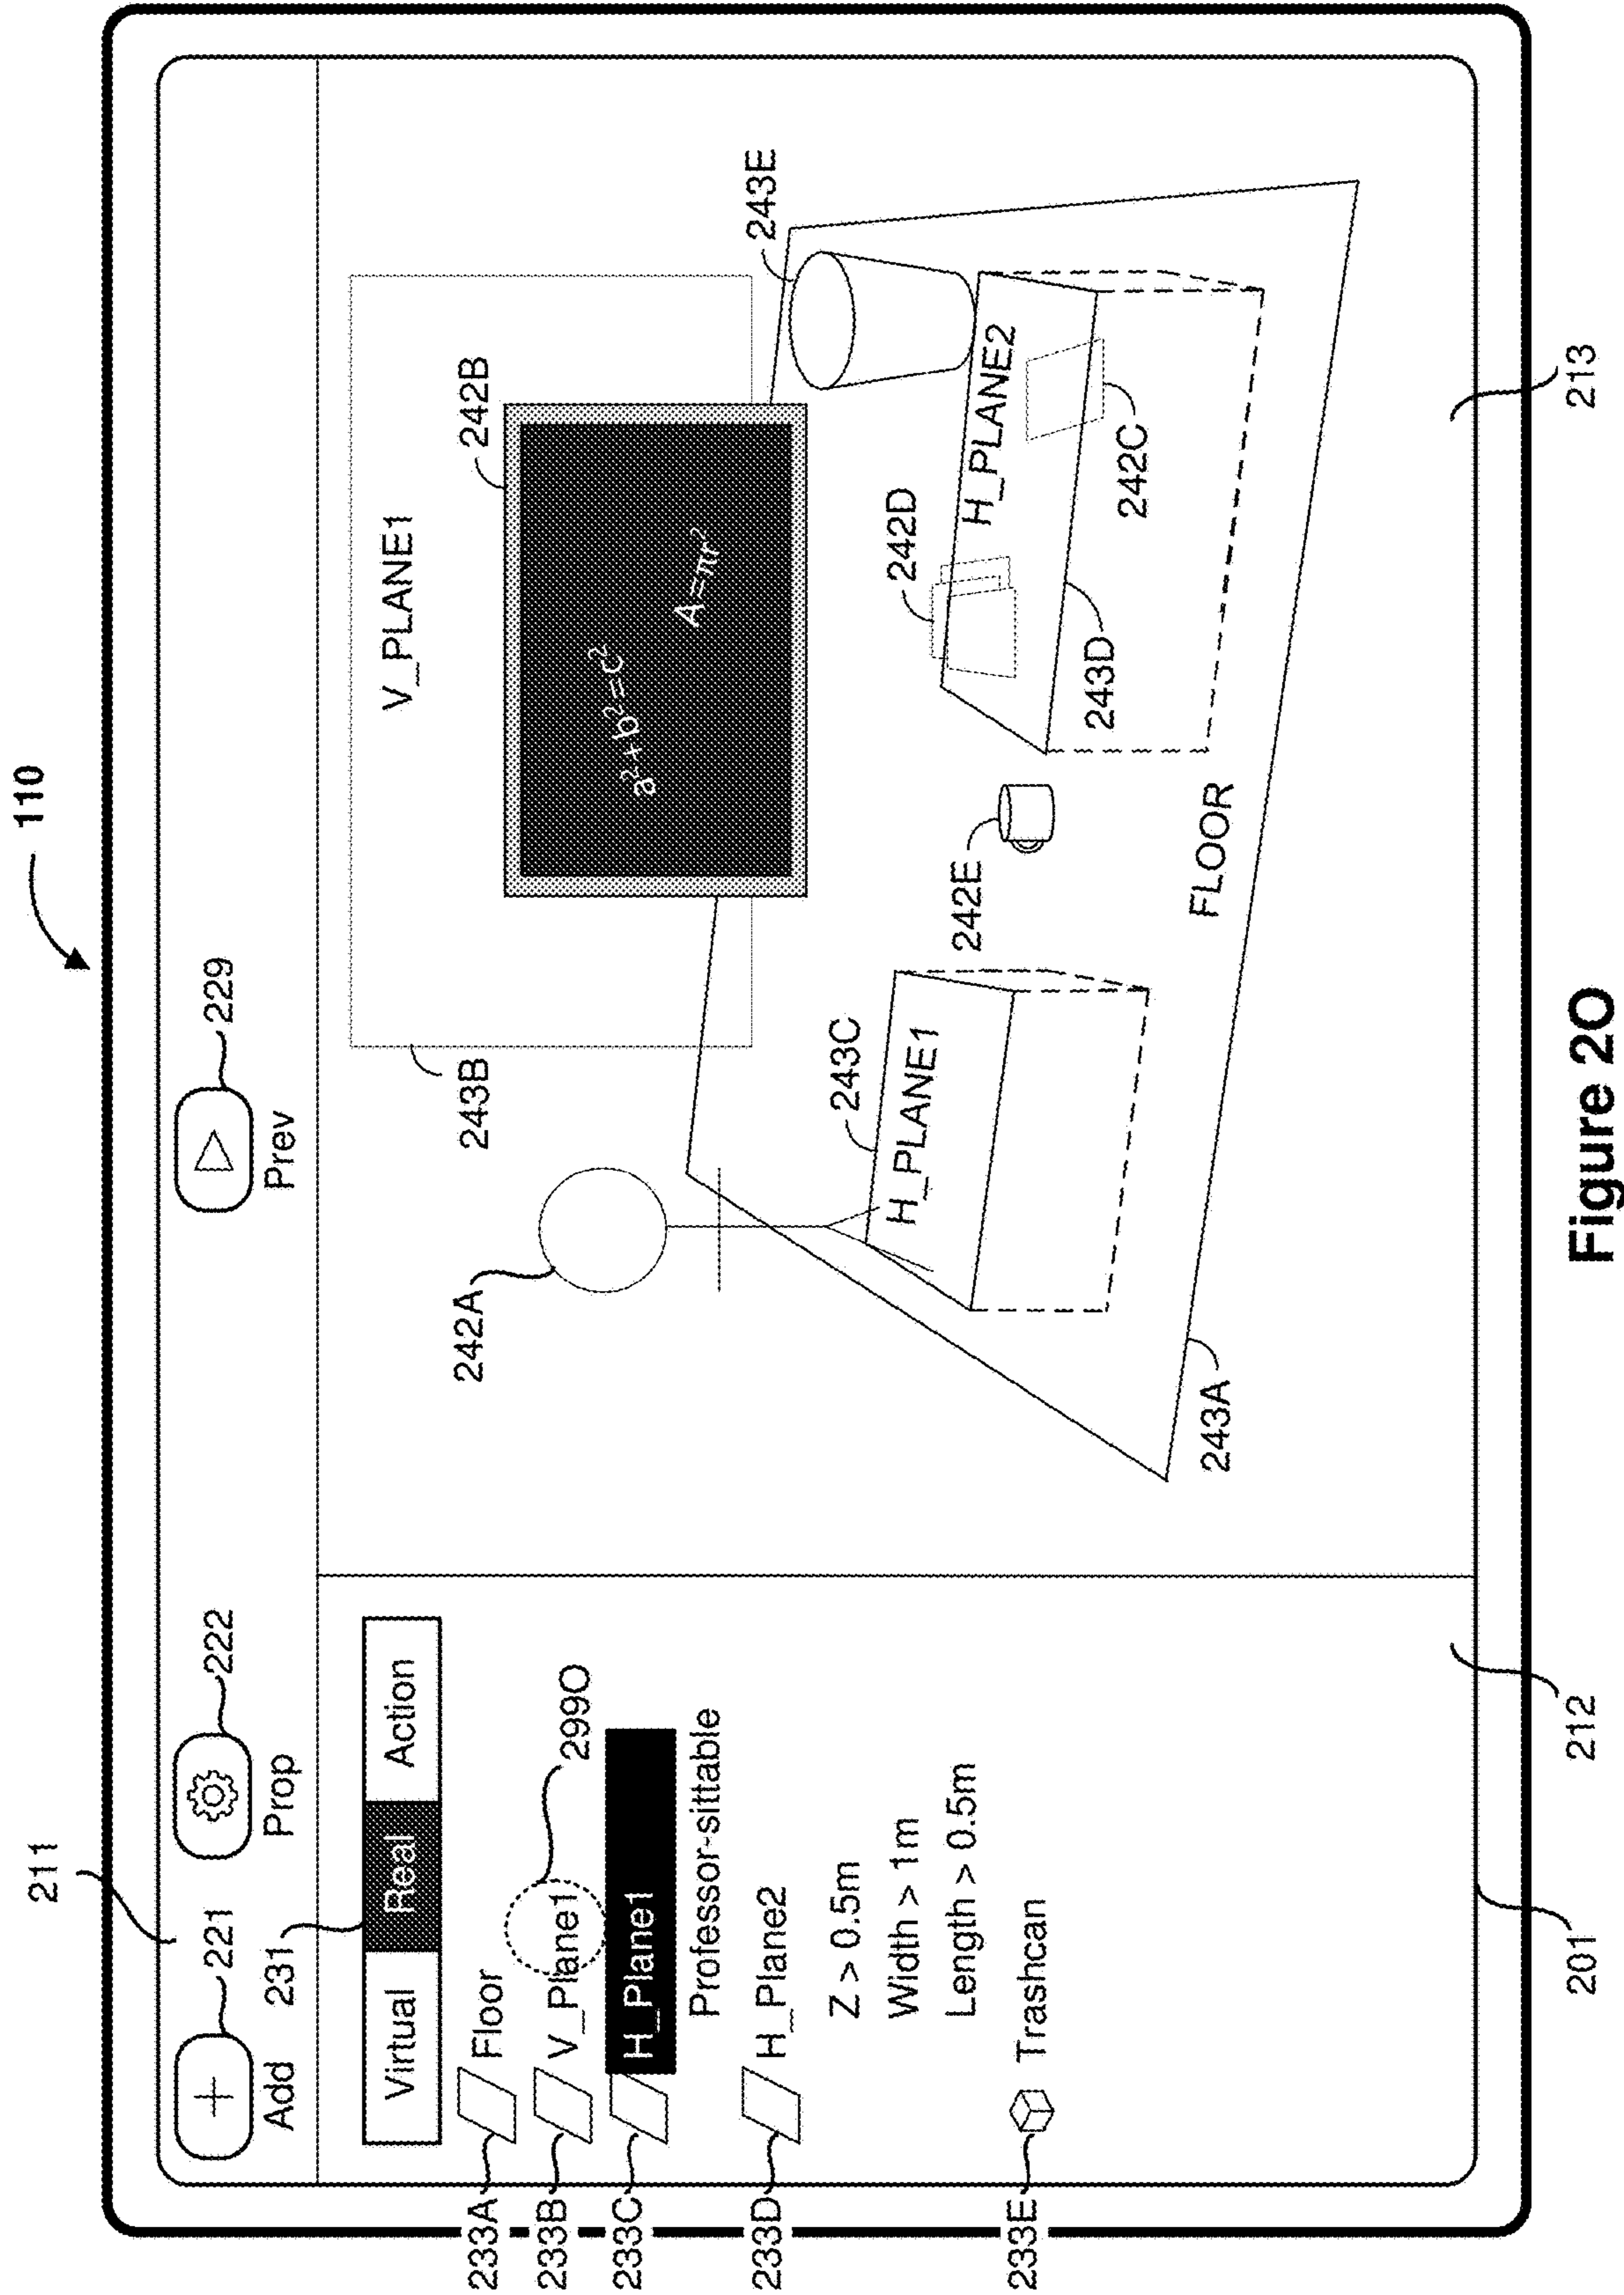 110
211
221
222
229
Add
Prop
Prev
231
Virtual
Real
Action
233A
Floor
233B
V_Plane1
299O
233C
H_Plane1
Professor-sittable
233D
H_Plane2
Z > 0.5m
Width > 1m
Length > 0.5m
233E
Trashcan
V_PLANE1
243B
242B
a²+b²=c²
A=πr²
242A
243E
243C
H_PLANE1
242D
H_PLANE2
242E
242C
243D
FLOOR
243A
201
212
213
Figure 2O